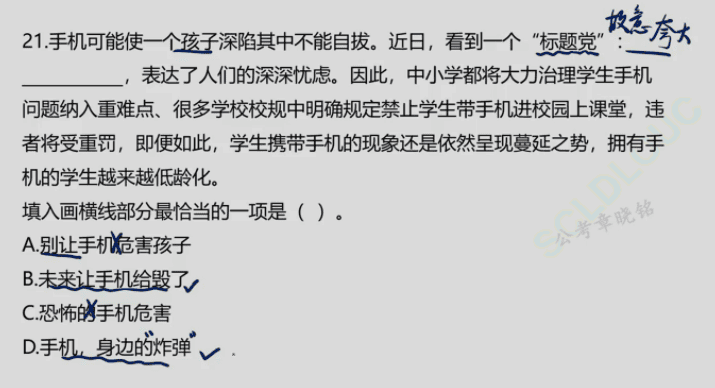 故意夸大
21.手机可能使一个孩子深陷其中不能自拔。近日，看到一个“标题党”：__
____________，表达了人们的深深忧虑。因此，中小学都将大力治理学生手机
问题纳入重难点、很多学校校规中明确规定禁止学生带手机进校园上课堂，违
者将受重罚，即便如此，学生携带手机的现象还是依然呈现蔓延之势，拥有手
机的学生越来越低龄化。
填入画横线部分最恰当的一项是（ ）。
A.别让手机危害孩子
B.未来让手机给毁了
C.恐怖的手机危害
D.手机，身边的“炸弹”
公考章晓铭